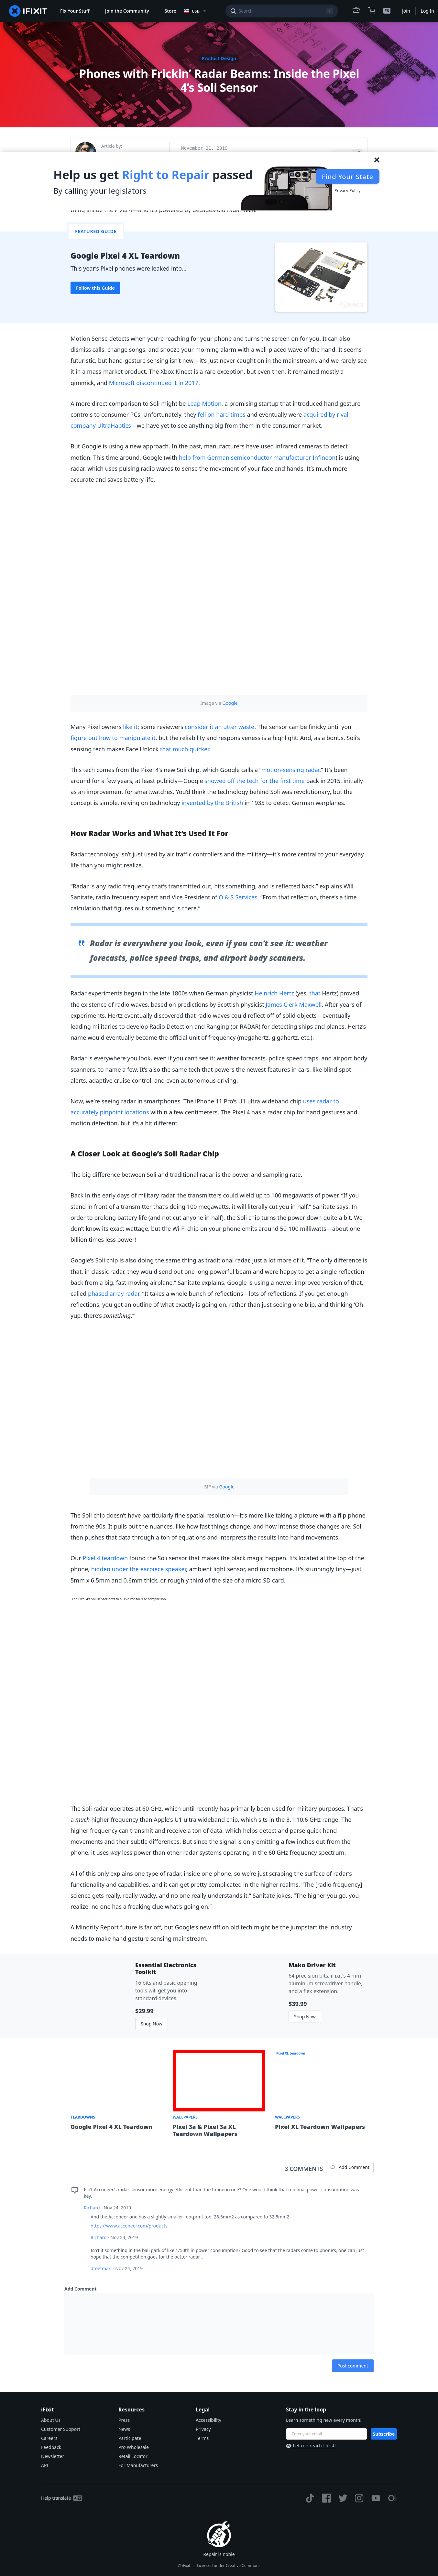 IFIXIT
Fix Your Stuff
Join the Community
Store
USD
Search
Join
Log In
Product Design
Phones with Frickin’ Radar Beams: Inside the Pixel
4’s Soli Sensor
Article by:
November 21, 2019
Help us get Right to Repair passed
By calling your legislators
Find Your State
Privacy Policy
FEATURED GUIDE
Google Pixel 4 XL Teardown
This year’s Pixel phones were leaked into...
Follow this Guide
Motion Sense detects when you’re reaching for your phone and turns the screen on for you. It can also
dismiss calls, change songs, and snooze your morning alarm with a well-placed wave of the hand. It seems
futuristic, but hand-gesture sensing isn’t new—it’s just never caught on in the mainstream, and we rarely see
it in a mass-market product. The Xbox Kinect is a rare exception, but even then, it remained mostly a
gimmick, and Microsoft discontinued it in 2017.
A more direct comparison to Soli might be Leap Motion, a promising startup that introduced hand gesture
controls to consumer PCs. Unfortunately, they fell on hard times and eventually were acquired by rival
company UltraHaptics—we have yet to see anything big from them in the consumer market.
But Google is using a new approach. In the past, manufacturers have used infrared cameras to detect
motion. This time around, Google (with help from German semiconductor manufacturer Infineon) is using
radar, which uses pulsing radio waves to sense the movement of your face and hands. It’s much more
accurate and saves battery life.
Image via Google
Many Pixel owners like it; some reviewers consider it an utter waste. The sensor can be finicky until you
figure out how to manipulate it, but the reliability and responsiveness is a highlight. And, as a bonus, Soli’s
sensing tech makes Face Unlock that much quicker.
This tech comes from the Pixel 4’s new Soli chip, which Google calls a “motion-sensing radar.” It’s been
around for a few years, at least publicly—Google showed off the tech for the first time back in 2015, initially
as an improvement for smartwatches. You’d think the technology behind Soli was revolutionary, but the
concept is simple, relying on technology invented by the British in 1935 to detect German warplanes.
How Radar Works and What It’s Used It For
Radar technology isn’t just used by air traffic controllers and the military—it’s more central to your everyday
life than you might realize.
“Radar is any radio frequency that’s transmitted out, hits something, and is reflected back,” explains Will
Sanitate, radio frequency expert and Vice President of O & S Services. “From that reflection, there’s a time
calculation that figures out something is there.”
Radar is everywhere you look, even if you can’t see it: weather
forecasts, police speed traps, and airport body scanners.
Radar experiments began in the late 1800s when German physicist Heinrich Hertz (yes, that Hertz) proved
the existence of radio waves, based on predictions by Scottish physicist James Clerk Maxwell. After years of
experiments, Hertz eventually discovered that radio waves could reflect off of solid objects—eventually
leading militaries to develop Radio Detection and Ranging (or RADAR) for detecting ships and planes. Hertz’s
name would eventually become the official unit of frequency (megahertz, gigahertz, etc.).
Radar is everywhere you look, even if you can’t see it: weather forecasts, police speed traps, and airport body
scanners, to name a few. It’s also the same tech that powers the newest features in cars, like blind-spot
alerts, adaptive cruise control, and even autonomous driving.
Now, we’re seeing radar in smartphones. The iPhone 11 Pro’s U1 ultra wideband chip uses radar to
accurately pinpoint locations within a few centimeters. The Pixel 4 has a radar chip for hand gestures and
motion detection, but it’s a bit different.
A Closer Look at Google’s Soli Radar Chip
The big difference between Soli and traditional radar is the power and sampling rate.
Back in the early days of military radar, the transmitters could wield up to 100 megawatts of power. “If you
stand in front of a transmitter that’s doing 100 megawatts, it will literally cut you in half,” Sanitate says. In
order to prolong battery life (and not cut anyone in half), the Soli chip turns the power down quite a bit. We
don’t know its exact wattage, but the Wi-Fi chip on your phone emits around 50-100 milliwatts—about one
billion times less power!
Google’s Soli chip is also doing the same thing as traditional radar, just a lot more of it. “The only difference is
that, in classic radar, they would send out one long powerful beam and were happy to get a single reflection
back from a big, fast-moving airplane,” Sanitate explains. Google is using a newer, improved version of that,
called phased array radar. “It takes a whole bunch of reflections—lots of reflections. If you get enough
reflections, you get an outline of what exactly is going on, rather than just seeing one blip, and thinking ‘Oh
yup, there’s something.’”
GIF via Google
The Soli chip doesn’t have particularly fine spatial resolution—it’s more like taking a picture with a flip phone
from the 90s. It pulls out the nuances, like how fast things change, and how intense those changes are. Soli
then pushes that data through a ton of equations and interprets the results into hand movements.
Our Pixel 4 teardown found the Soli sensor that makes the black magic happen. It’s located at the top of the
phone, hidden under the earpiece speaker, ambient light sensor, and microphone. It’s stunningly tiny—just
5mm x 6.5mm and 0.6mm thick, or roughly third of the size of a micro SD card.
The Pixel 4's Soli sensor next to a US dime for size comparison
The Soli radar operates at 60 GHz, which until recently has primarily been used for military purposes. That’s
a much higher frequency than Apple’s U1 ultra wideband chip, which sits in the 3.1-10.6 GHz range. The
higher frequency can transmit and receive a ton of data, which helps detect and parse quick hand
movements and their subtle differences. But since the signal is only emitting a few inches out from the
phone, it uses way less power than other radar systems operating in the 60 GHz frequency spectrum.
All of this only explains one type of radar, inside one phone, so we’re just scraping the surface of radar’s
functionality and capabilities, and it can get pretty complicated in the higher realms. “The [radio frequency]
science gets really, really wacky, and no one really understands it,” Sanitate jokes. “The higher you go, you
realize, no one has a freaking clue what’s going on.”
A Minority Report future is far off, but Google’s new riff on old tech might be the jumpstart the industry
needs to make hand gesture sensing mainstream.
Essential Electronics
Toolkit
16 bits and basic opening
tools will get you into
standard devices.
$29.99
Shop Now
Mako Driver Kit
64 precision bits, iFixit's 4 mm
aluminum screwdriver handle,
and a flex extension.
$39.99
Shop Now
Pixel XL teardown
TEARDOWNS
Google Pixel 4 XL Teardown
WALLPAPERS
Pixel 3a & Pixel 3a XL
Teardown Wallpapers
WALLPAPERS
Pixel XL Teardown Wallpapers
3 COMMENTS
Add Comment
Isn’t Acconeer’s radar sensor more energy efficient than the Infineon one? One would think that minimal power consumption was
key.
Richard - Nov 24, 2019
And the Acconeer one has a slightly smaller footprint too. 28.5mm2 as compared to 32.5mm2.
https://www.acconeer.com/products
Richard - Nov 24, 2019
Isn’t it something in the ball park of like 1/50th in power consumption? Good to see that the radars come to phone’s, one can just
hope that the competition goes for the better radar...
dreetman - Nov 24, 2019
Add Comment
Post comment
iFixit
About Us
Customer Support
Careers
Feedback
Newsletter
API
Resources
Press
News
Participate
Pro Wholesale
Retail Locator
For Manufacturers
Legal
Accessibility
Privacy
Terms
Stay in the loop
Learn something new every month!
Enter your email
Subscribe
Let me read it first!
Help translate
Repair is noble
© iFixit — Licensed under Creative Commons